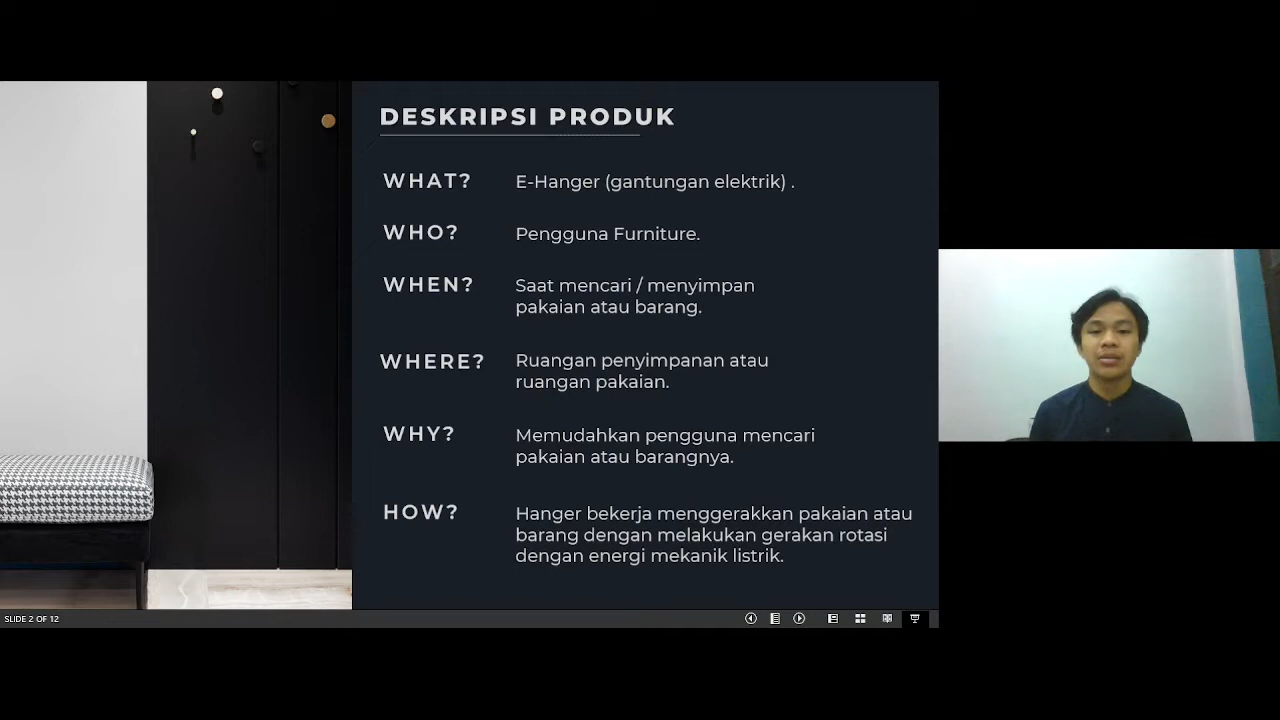 DESKRIPSI PRODUK
WHAT?
E-Hanger (gantungan elektrik) .
WHO?
Pengguna Furniture.
WHEN?
Saat mencari / menyimpan
pakaian atau barang.
WHERE?
Ruangan penyimpanan atau
ruangan pakaian.
WHY?
Memudahkan pengguna mencari
pakaian atau barangnya.
HOW?
Hanger bekerja menggerakkan pakaian atau
barang dengan melakukan gerakan rotasi
dengan energi mekanik listrik.
SLIDE 2 OF 12